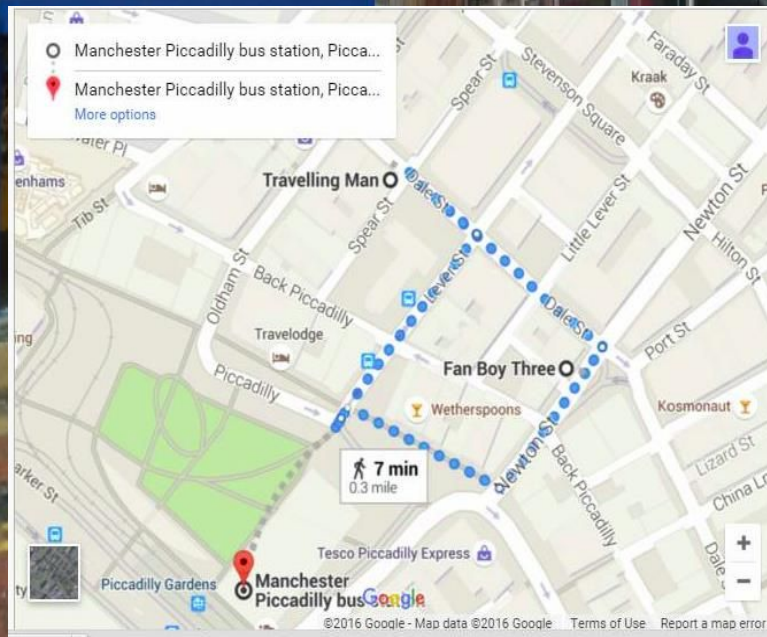 Manchester Piccadilly bus station, Picca...
Manchester Piccadilly bus station, Picca...
More options
Faraday St
Kraak
Spear St
Stevenson Square
Travelling Man
Dale St
Newton St
Little Lever St
Hilton St
Tib St
Spear St
Lever St
Back Piccadilly
Oldham St
Dale St
Port St
Travelodge
Fan Boy Three
Piccadilly
Wetherspoons
Kosmonaut
Newton St
Back Piccadilly
Lizard St
7 min
0.3 mile
China Ln
Dale S
Tesco Piccadilly Express
+
−
Piccadilly Gardens
Manchester
Piccadilly bus
Google
©2016 Google - Map data ©2016 Google
Terms of Use
Report a map error